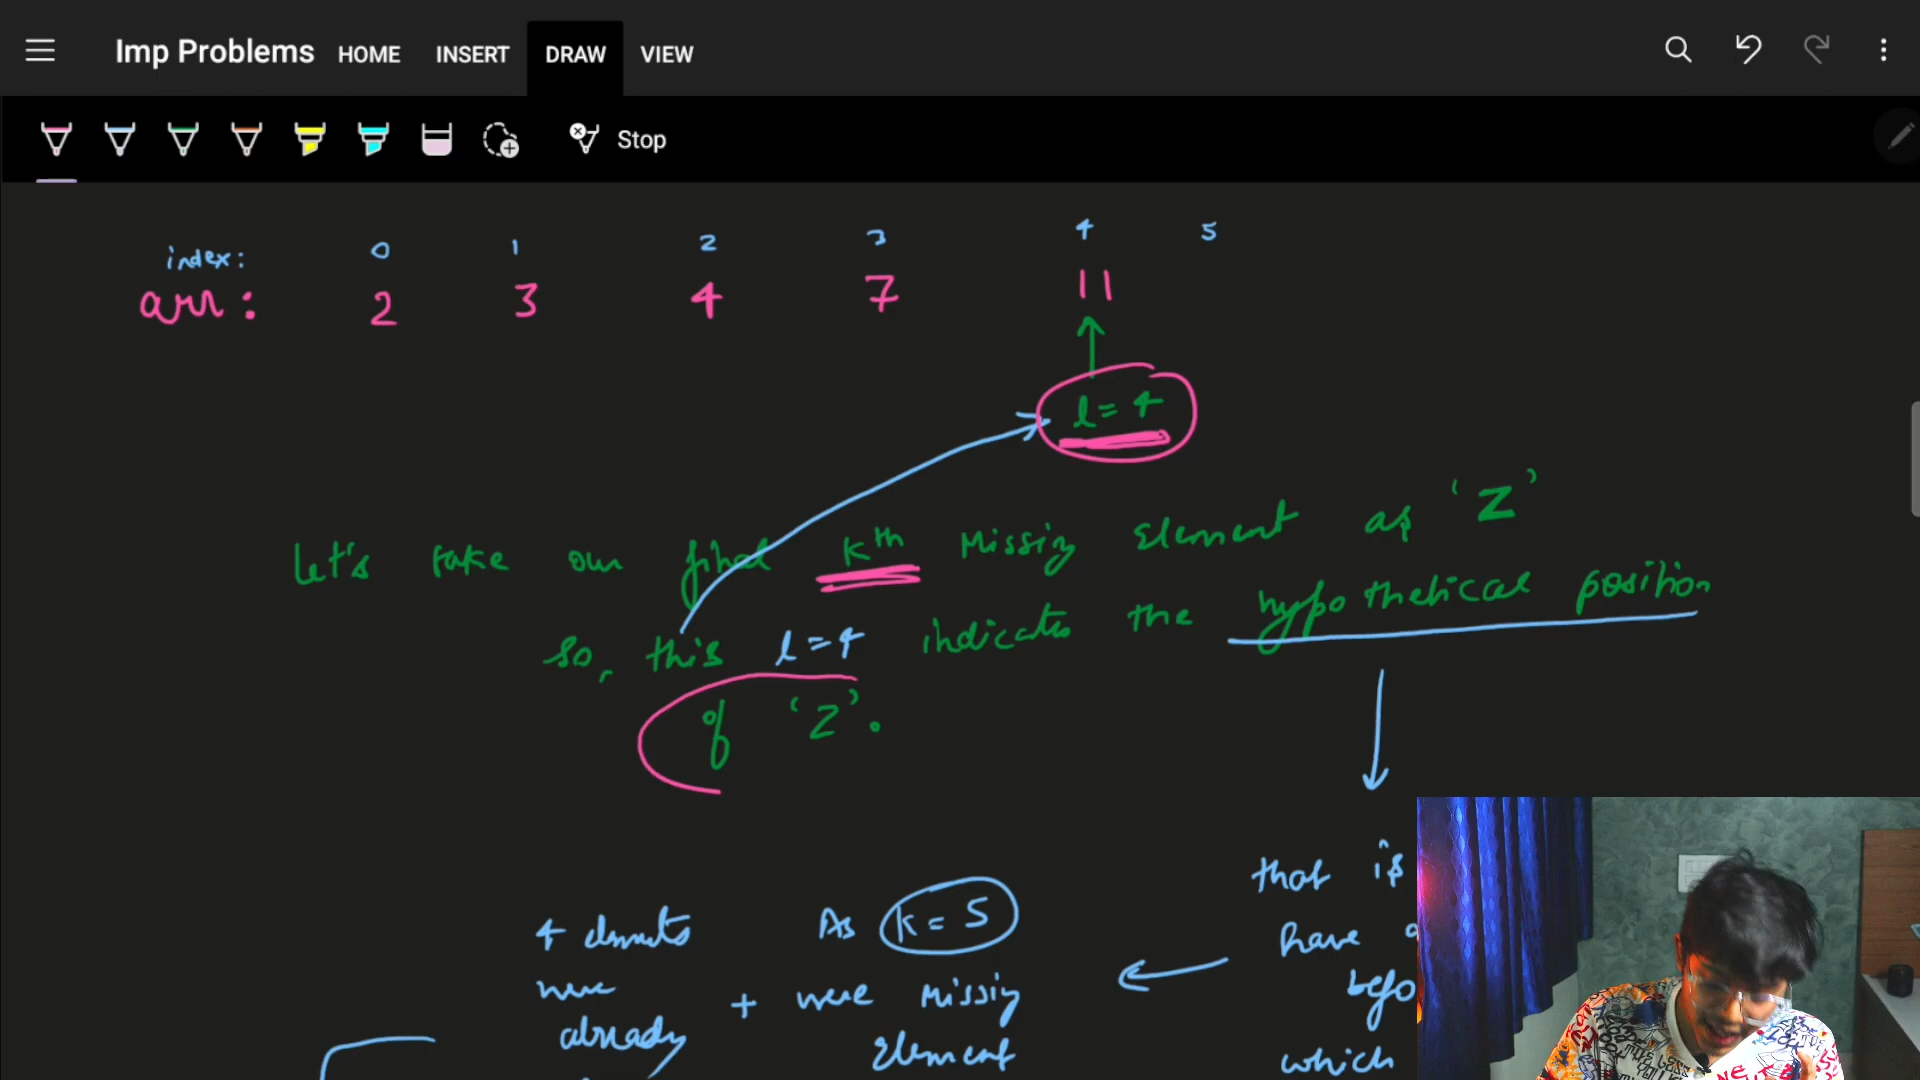 Imp Problems HOME INSERT DRAW VIEW
Stop
index: 0 1 2 3 4 5
arr: 2 3 4 7 11
l = 4
Let's take our final Kth Missing Element as 'Z'
so, this l = 4 indicates the hypothetical position
of 'Z'.
that is
have
befo
which
4 elements
were
already
As K = 5
+ were Missing
Element